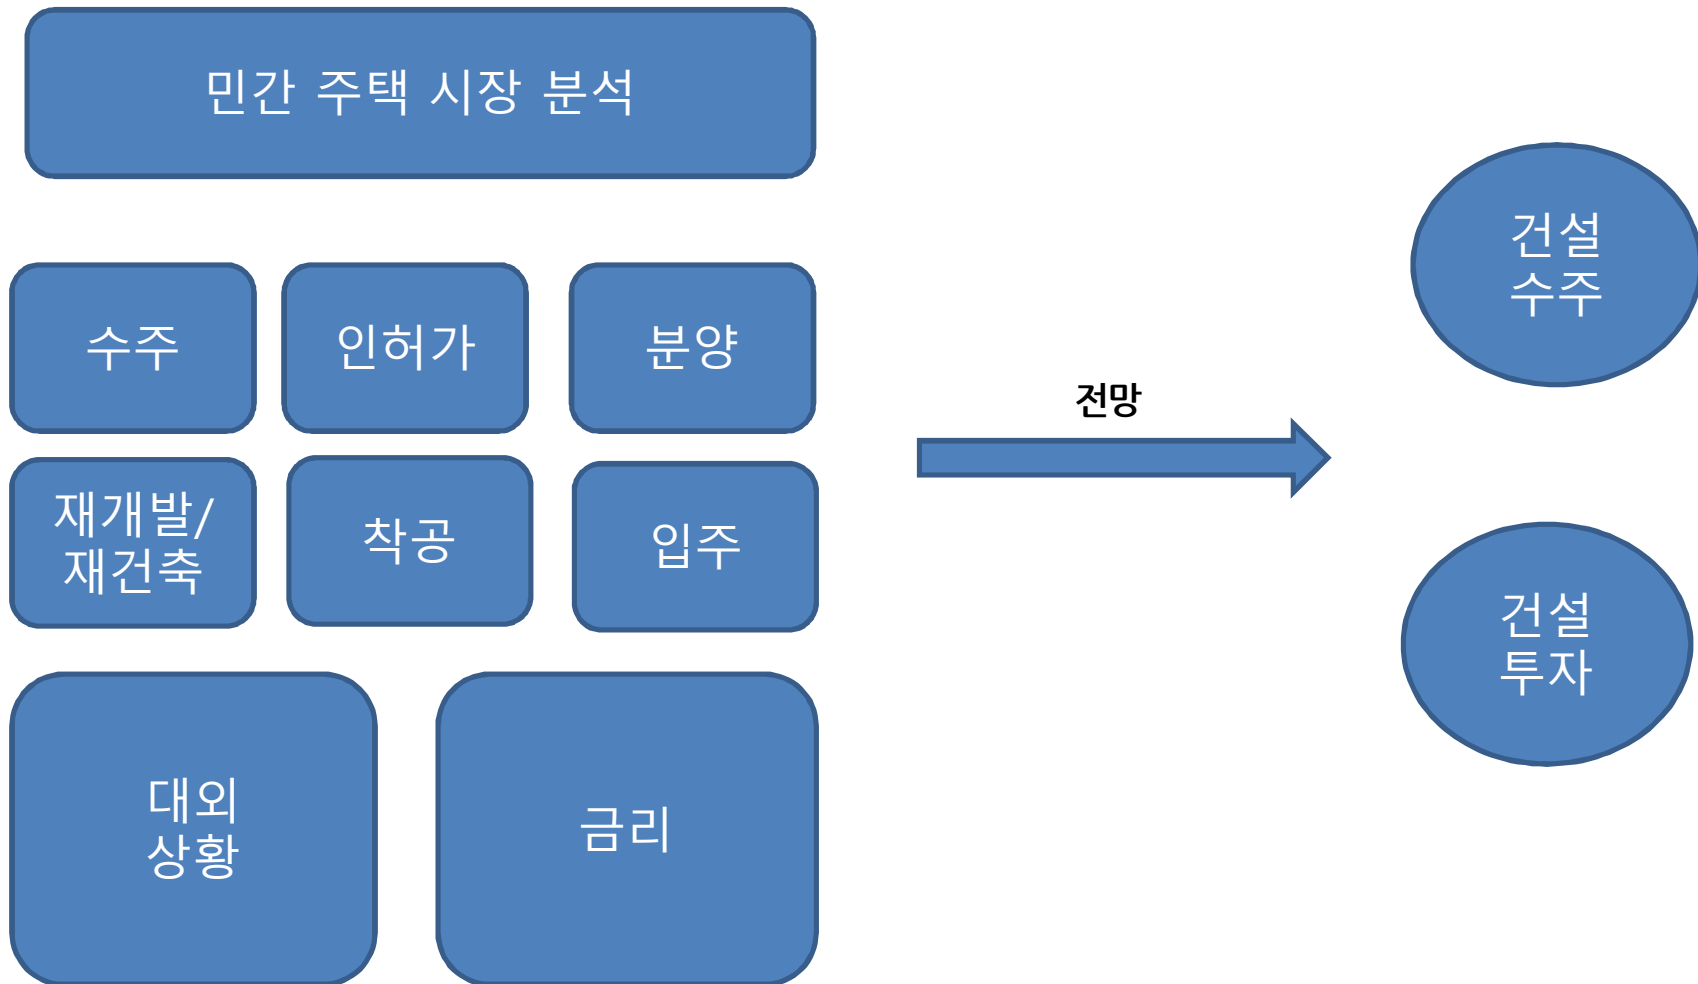 민간 주택 시장 분석
수주
인허가
분양
재개발/
재건축
착공
입주
대외
상황
금리
전망
건설
수주
건설
투자